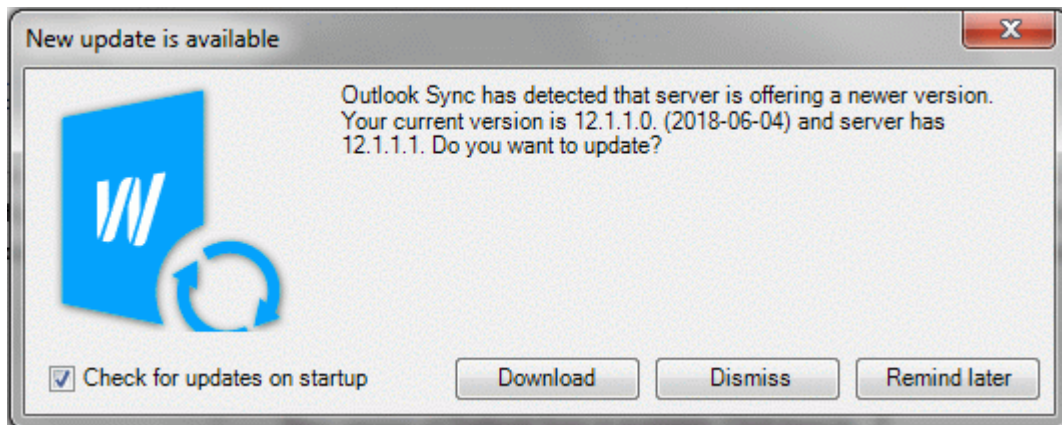 New update is available
Outlook Sync has detected that server is offering a newer version.
Your current version is 12.1.1.0. (2018-06-04) and server has
12.1.1.1. Do you want to update?
Check for updates on startup
Download
Dismiss
Remind later